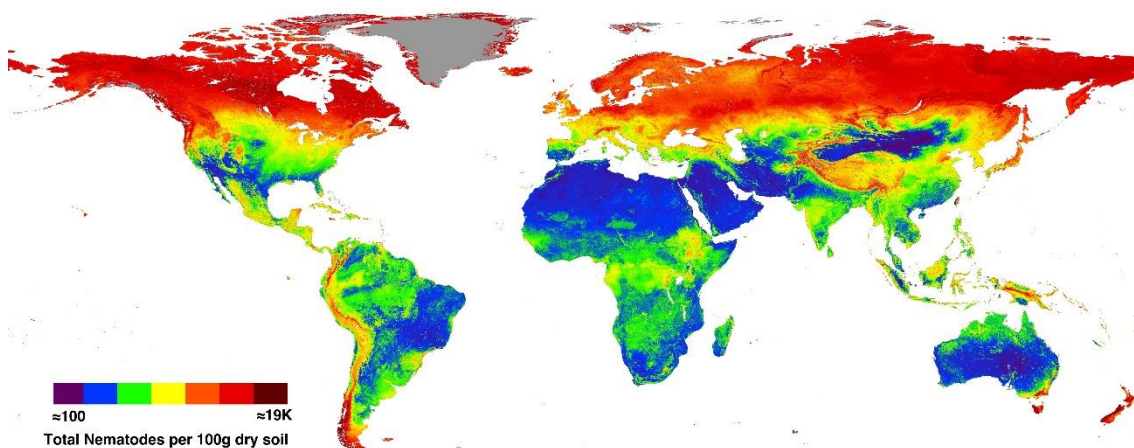 ≈100 ≈19K
Total Nematodes per 100g dry soil